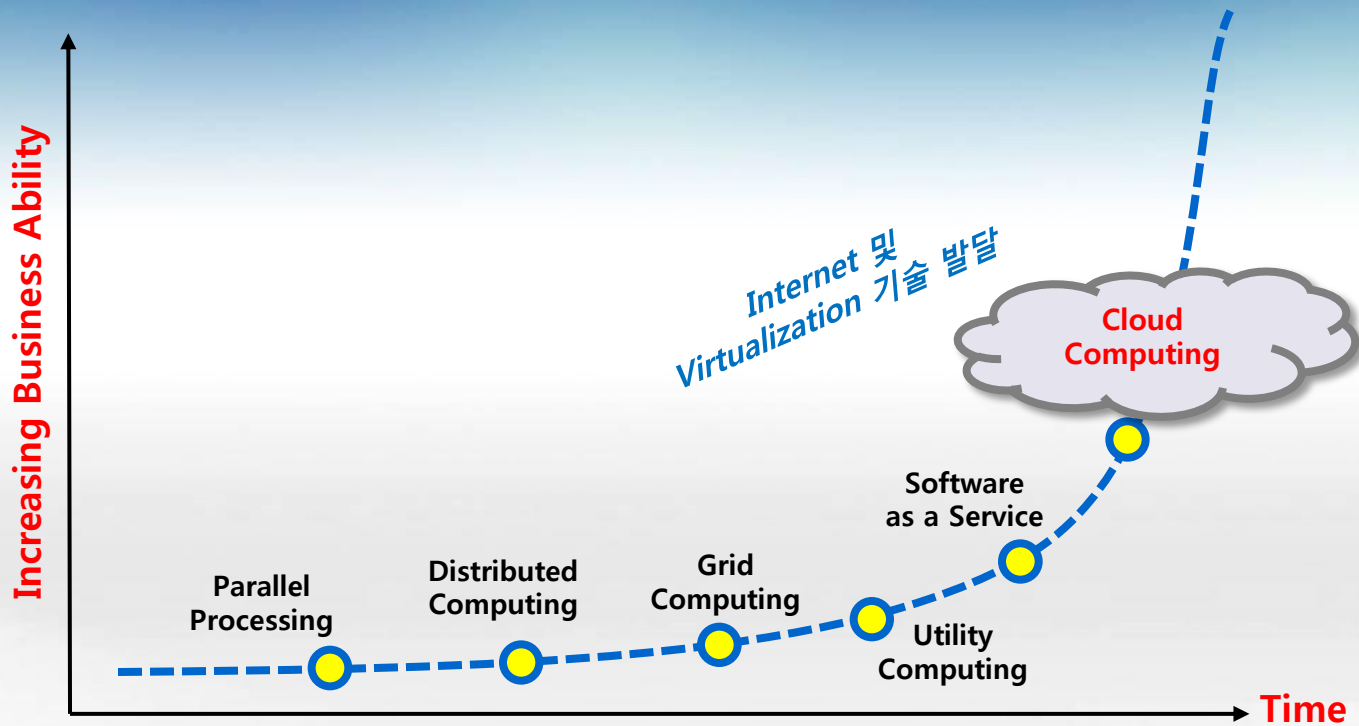 Increasing Business Ability
Internet 및
Virtualization 기술 발달
Cloud
Computing
Software
as a Service
Parallel
Processing
Distributed
Computing
Grid
Computing
Utility
Computing
Time